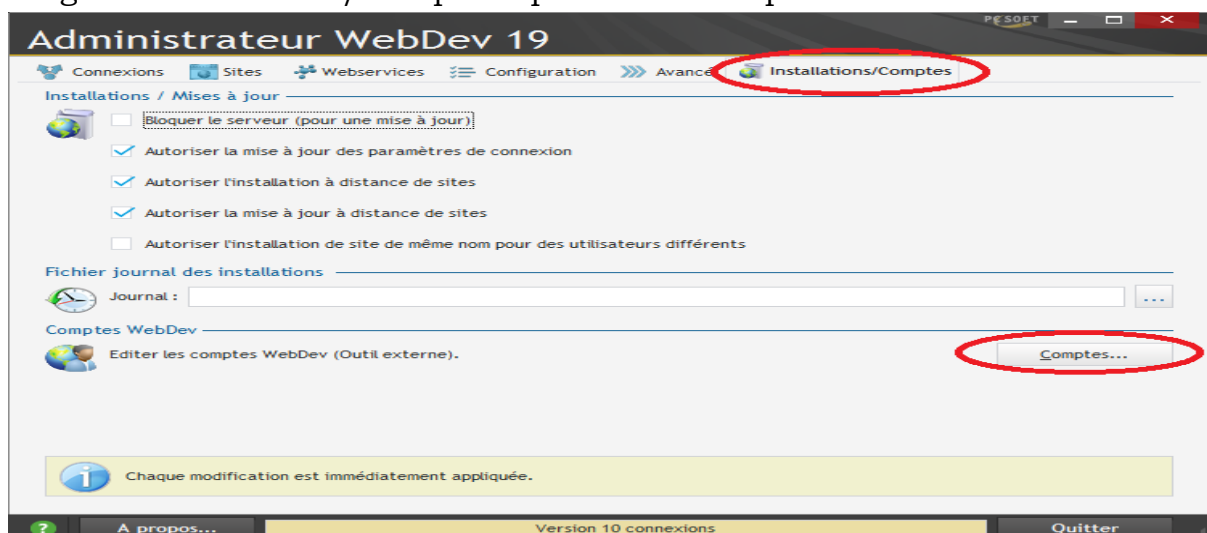 PCSOFT
Administrateur WebDev 19
Connexions Sites Webservices Configuration Avancé Installations/Comptes
Installations / Mises à jour
Bloquer le serveur (pour une mise à jour)
Autoriser la mise à jour des paramètres de connexion
Autoriser l'installation à distance de sites
Autoriser la mise à jour à distance de sites
Autoriser l'installation de site de même nom pour des utilisateurs différents
Fichier journal des installations
Journal : ...
Comptes WebDev
Editer les comptes WebDev (Outil externe). Comptes...
Chaque modification est immédiatement appliquée.
? A propos... Version 10 connexions Quitter